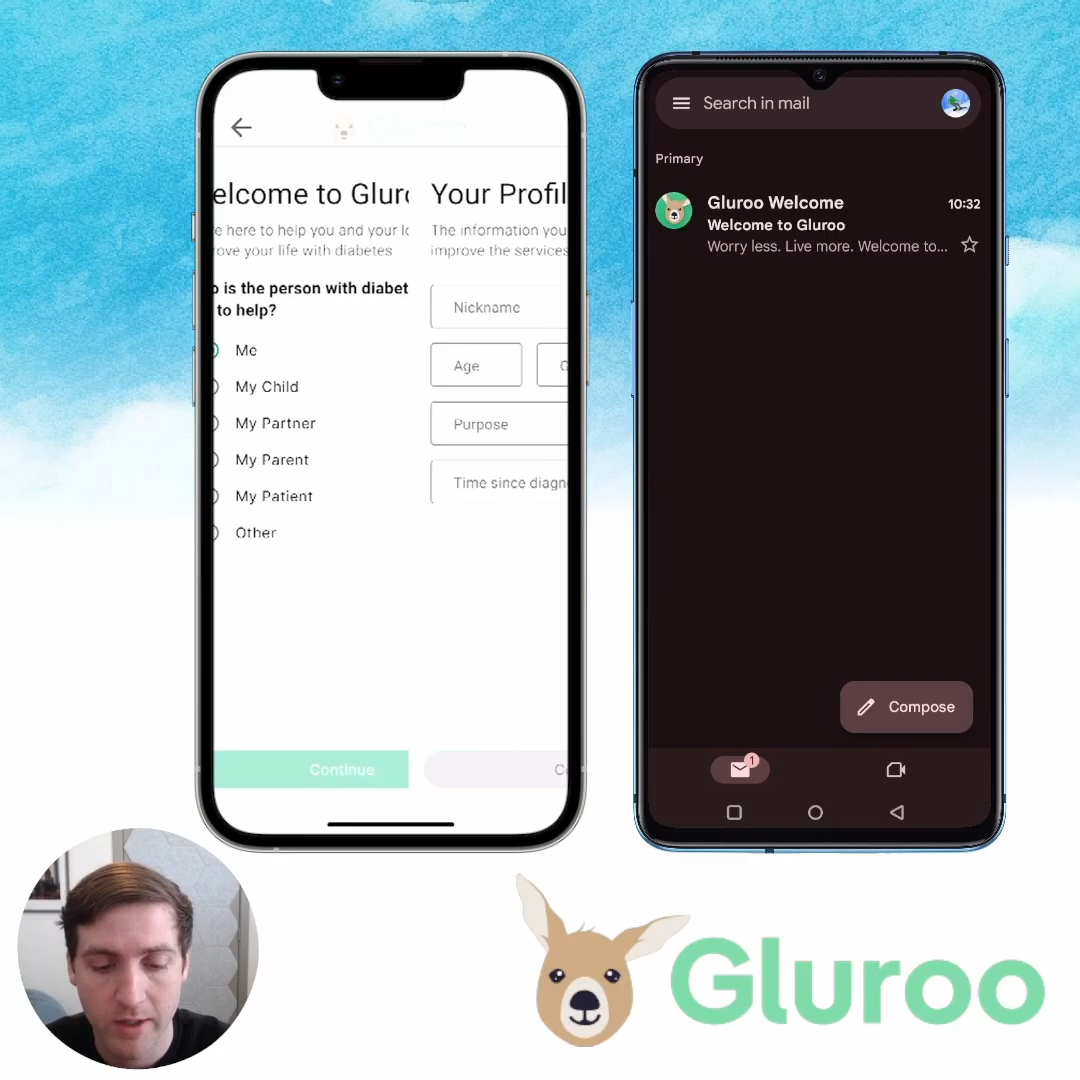 elcome to Glur
e here to help you and your lo
ove your life with diabetes
o is the person with diabet
to help?
Me
My Child
My Partner
My Parent
My Patient
Other
Continue
Your Profil
The information you
improve the services
Nickname
Age
G
Purpose
Time since diagn
Co
Search in mail
Primary
Gluroo Welcome
10:32
Welcome to Gluroo
Worry less. Live more. Welcome to...
Compose
1
Gluroo